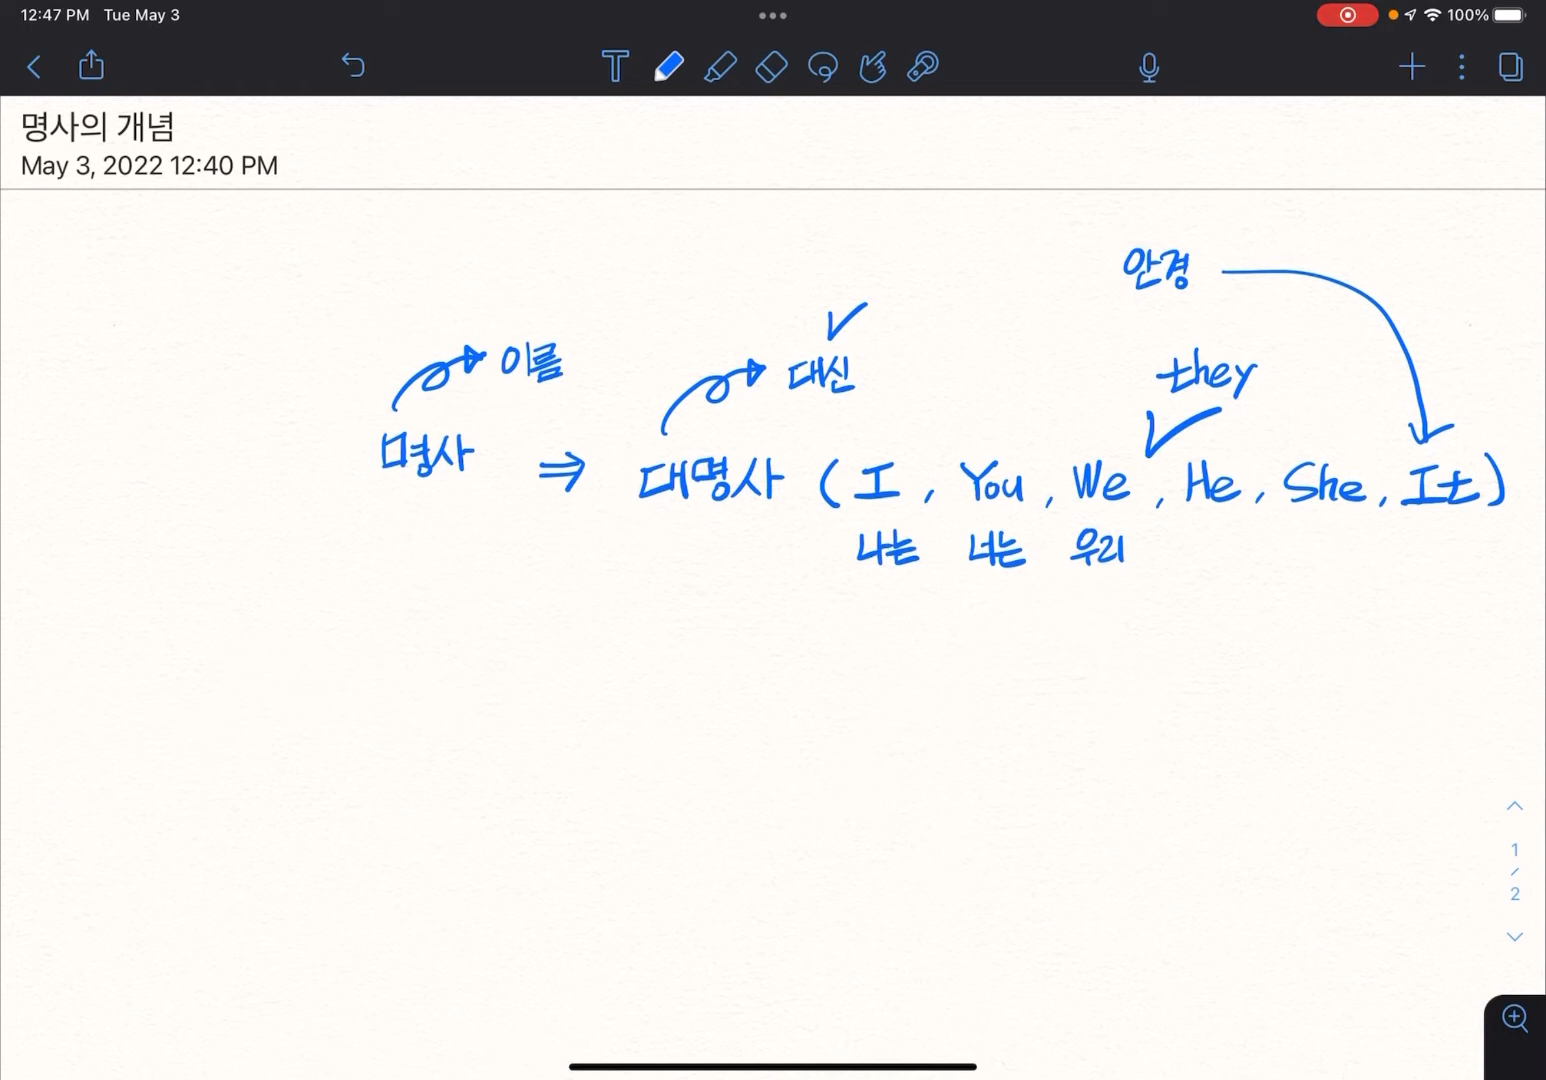 12:47 PM Tue May 3
100%
명사의 개념
May 3, 2022 12:40 PM
안경
이름
대신
they
명사 ⇒ 대명사 ( I , You , We , He , She , It )
나는 너는 우리
1
/
2